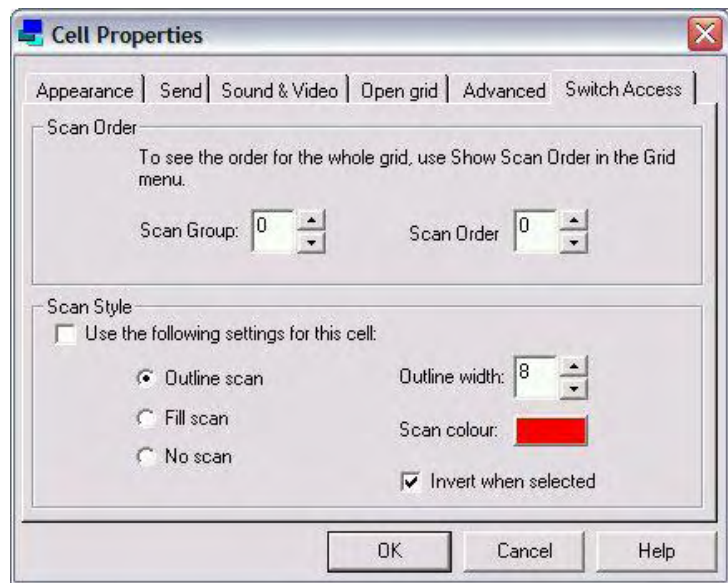 Cell Properties
Appearance Send Sound & Video Open grid Advanced Switch Access
Scan Order
To see the order for the whole grid, use Show Scan Order in the Grid
menu.
Scan Group: 0 Scan Order 0
Scan Style
Use the following settings for this cell:
Outline scan Outline width: 8
Fill scan
Scan colour:
No scan
Invert when selected
OK Cancel Help